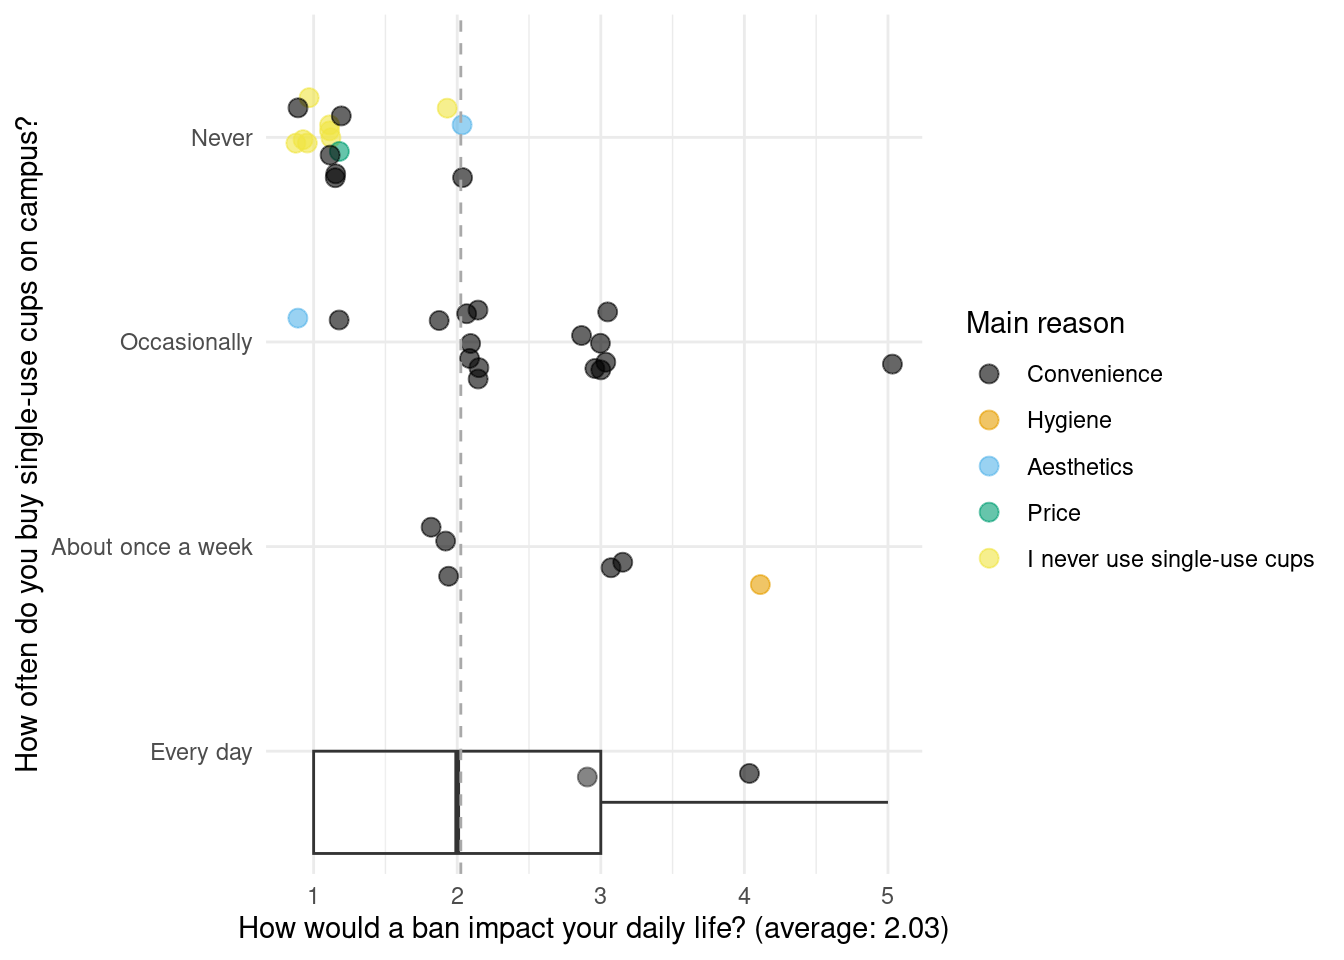 How often do you buy single-use cups on campus?
Never
Occasionally
About once a week
Every day
1 2 3 4 5
How would a ban impact your daily life? (average: 2.03)
Main reason
Convenience
Hygiene
Aesthetics
Price
I never use single-use cups